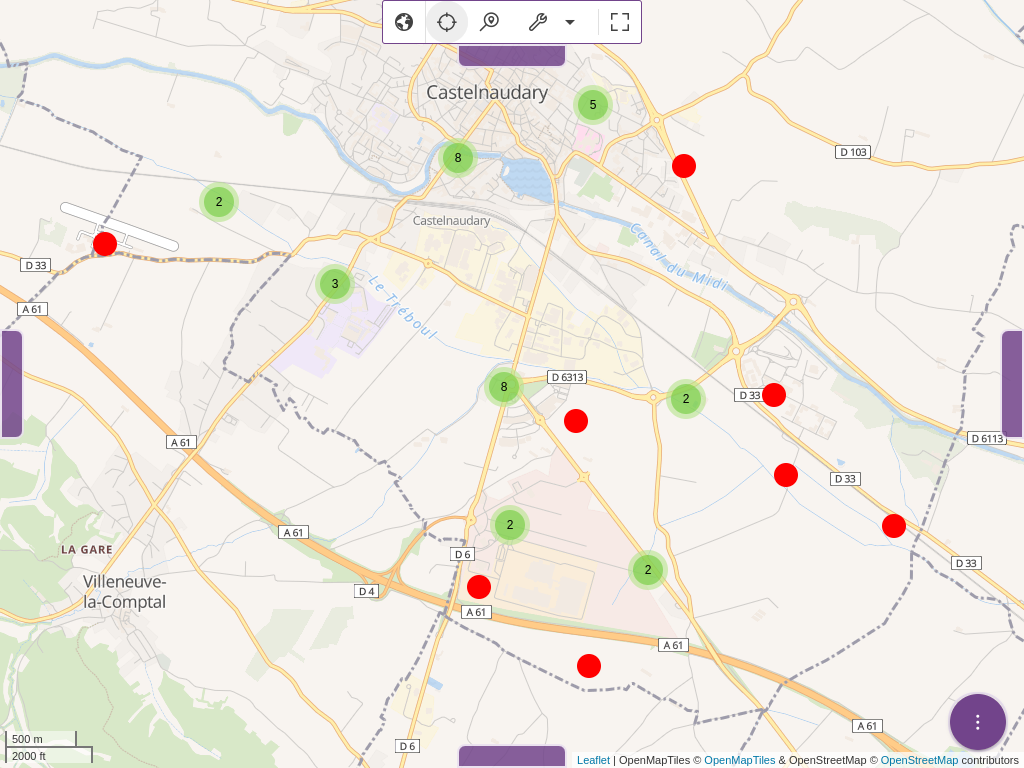 Castelnaudary
5
8
D 103
2
Castelnaudary
Canal du Midi
D 33
3
A 61
Le Tréboul
D 6313
8
2
D 33
A 61
D 6113
D 33
2
A 61
LA GARE
D 6
D 33
2
Villeneuve-
la-Comptal
D 4
A 61
A 61
A 61
D 6
500 m
2000 ft
Leaflet | OpenMapTiles © OpenMapTiles & OpenStreetMap © OpenStreetMap contributors